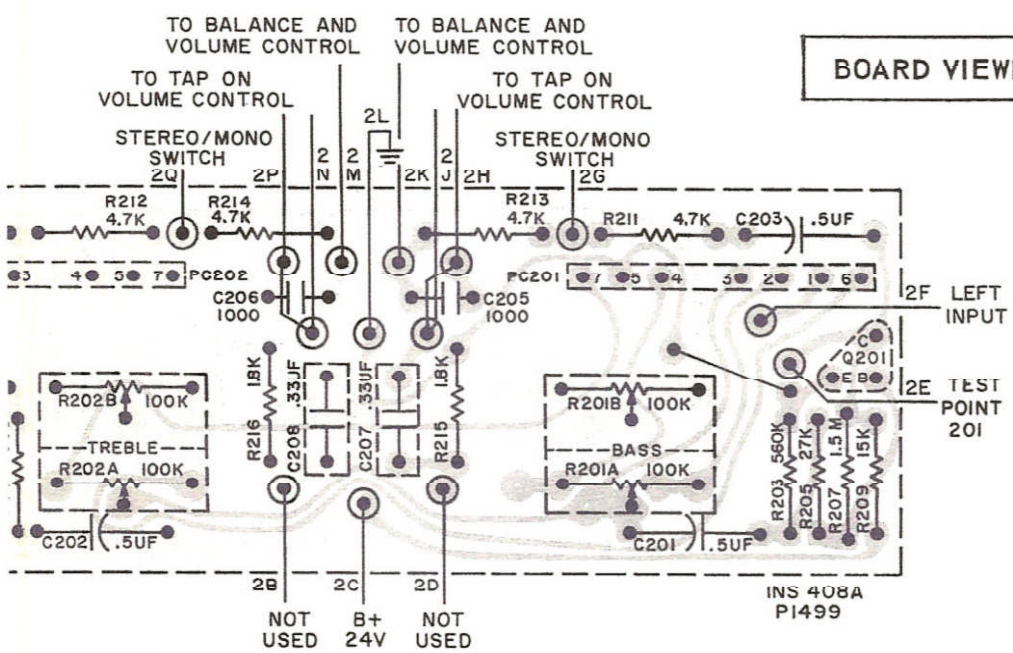 TO BALANCE AND
VOLUME CONTROL
TO BALANCE AND
VOLUME CONTROL
TO TAP ON
VOLUME CONTROL
TO TAP ON
VOLUME CONTROL
BOARD VIEW
2L
STEREO/MONO
SWITCH
STEREO/MONO
SWITCH
2Q
2P
2
N
2
M
2K
2
J
2H
2G
R212
4.7K
R214
4.7K
R213
4.7K
R211
4.7K
C203
.5UF
3
4
5
7
PC202
PC201
7
5
4
3
2
1
6
C206
1000
C205
1000
2F
LEFT
INPUT
C
Q201
E B
2E
TEST
POINT
201
R202B
100K
TREBLE
R202A
100K
1.8K
R216
.33UF
C208
.33UF
C207
1.8K
R215
R201B
100K
BASS
R201A
100K
560K
R203
27K
R205
1.5M
R207
15K
R209
C202
.5UF
C201
.5UF
2B
2C
2D
NOT
USED
B+
24V
NOT
USED
INS 408A
P1499